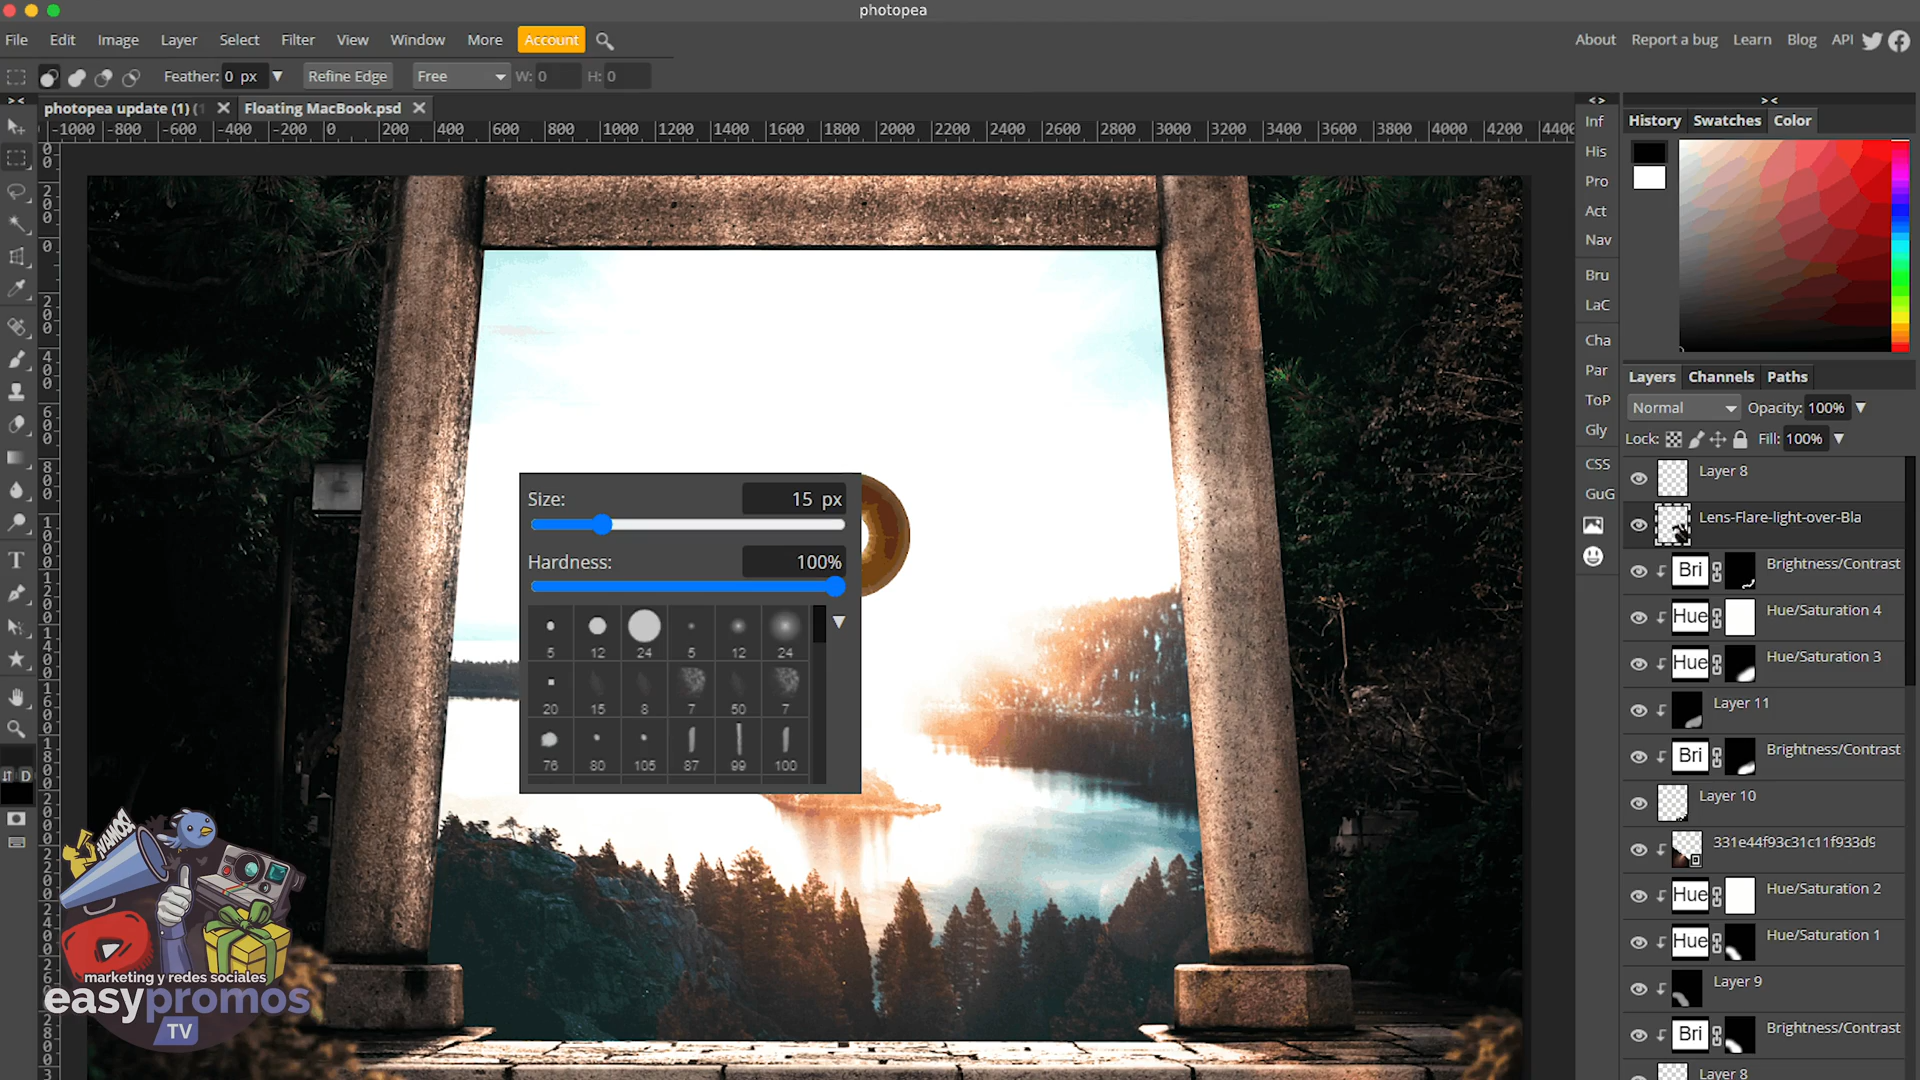 photopea
File Edit Image Layer Select Filter View Window More Account
About Report a bug Learn Blog API
Feather: 0 px Refine Edge Free W: 0 H: 0
photopea update (1) ( Floating MacBook.psd
-1000 -800 -600 -400 -200 0 200 400 600 800 1000 1200 1400 1600 1800 2000 2200 2400 2600 2800 3000 3200 3400 3600 3800 4000 4200 4400
Inf
His
Pro
Act
Nav
Bru
LaC
Cha
Par
ToP
Gly
CSS
GuG
History Swatches Color
Layers Channels Paths
Normal Opacity: 100%
Lock: Fill: 100%
Layer 8
Lens-Flare-light-over-Bla
Bri Brightness/Contrast
Hue Hue/Saturation 4
Hue Hue/Saturation 3
Layer 11
Bri Brightness/Contrast
Layer 10
331e44f93c31c11f933d9
Hue Hue/Saturation 2
Hue Hue/Saturation 1
Layer 9
Bri Brightness/Contrast
Layer 8
Size: 15 px
Hardness: 100%
5 12 24 5 12 24
20 15 8 7 50 7
76 80 105 87 99 100
D
¡VAMOS!
marketing y redes sociales
easypromos
TV